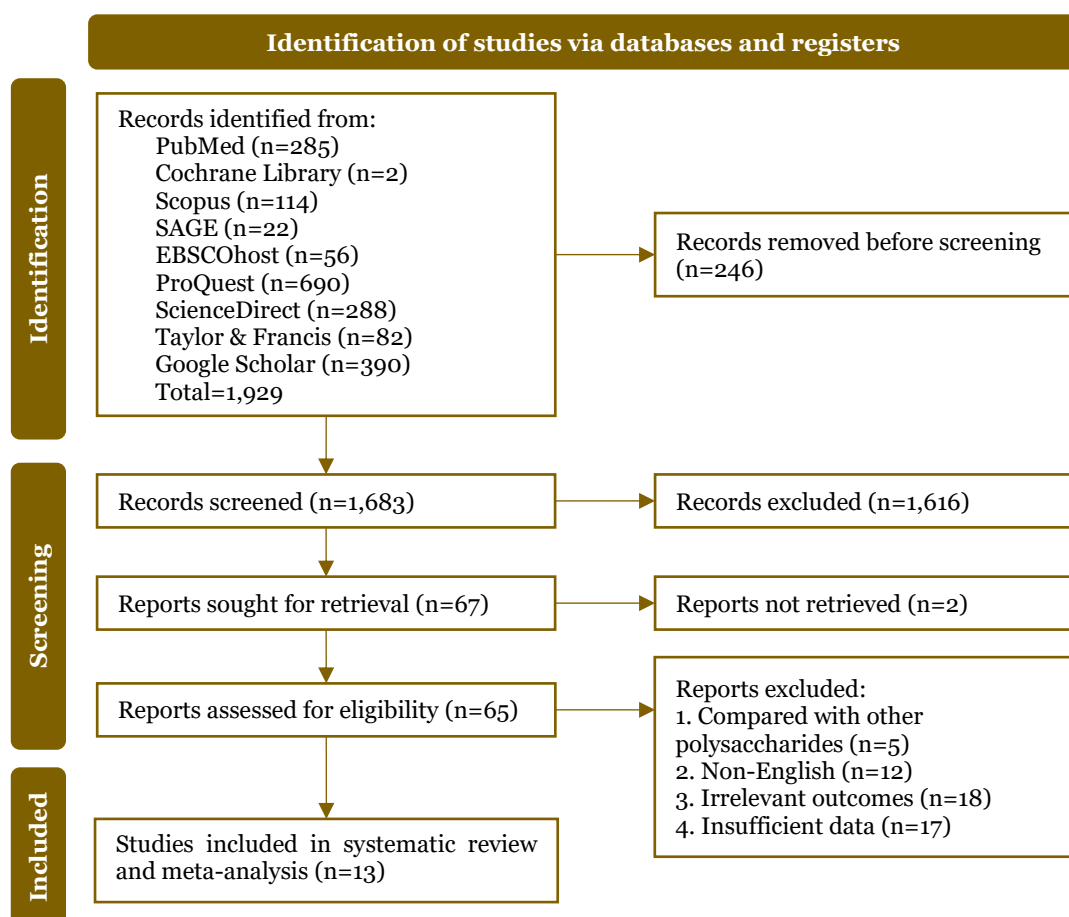 Identification of studies via databases and registers
Identification
Records identified from:
PubMed (n=285)
Cochrane Library (n=2)
Scopus (n=114)
SAGE (n=22)
EBSCOhost (n=56)
ProQuest (n=690)
ScienceDirect (n=288)
Taylor & Francis (n=82)
Google Scholar (n=390)
Total=1,929
Records removed before screening
(n=246)
Screening
Records screened (n=1,683)
Records excluded (n=1,616)
Reports sought for retrieval (n=67)
Reports not retrieved (n=2)
Reports assessed for eligibility (n=65)
Reports excluded:
1. Compared with other
polysaccharides (n=5)
2. Non-English (n=12)
3. Irrelevant outcomes (n=18)
4. Insufficient data (n=17)
Included
Studies included in systematic review
and meta-analysis (n=13)